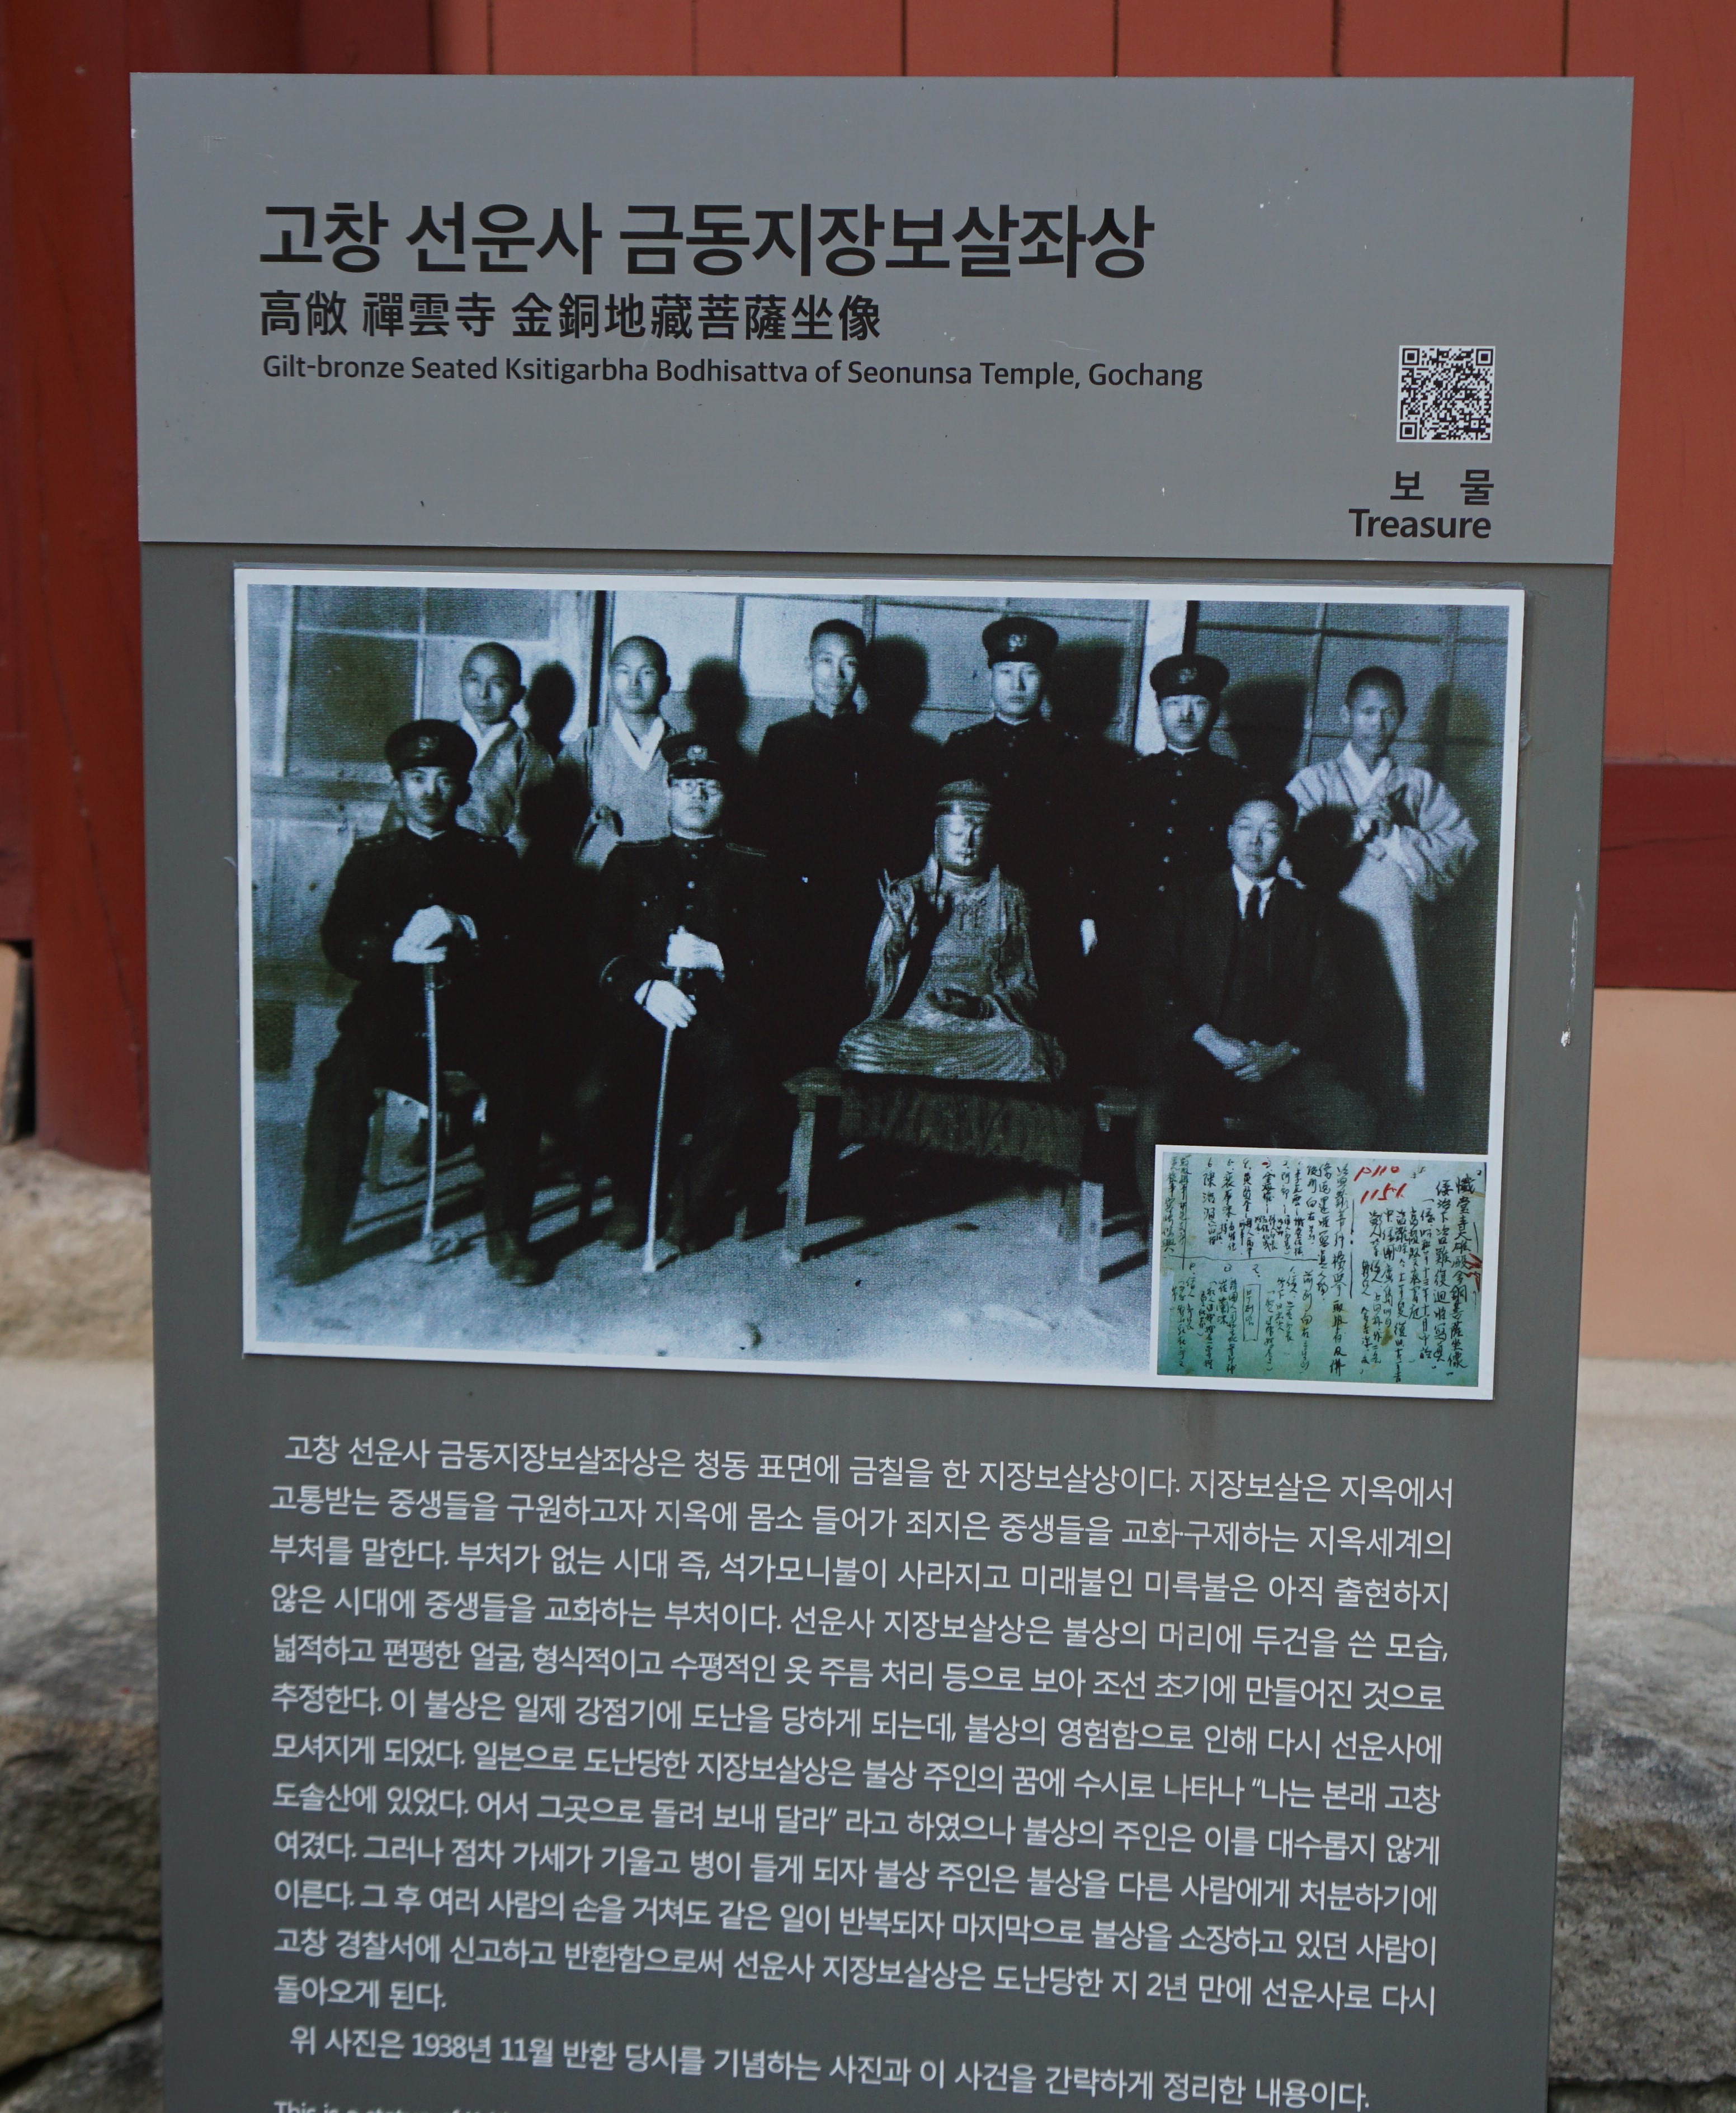 고창 선운사 금동지장보살좌상
高敞 禪雲寺 金銅地藏菩薩坐像
Gilt-bronze Seated Ksitigarbha Bodhisattva of Seonunsa Temple, Gochang
보 물
Treasure
p110
1151
고창 선운사 금동지장보살좌상은 청동 표면에 금칠을 한 지장보살상이다. 지장보살은 지옥에서
고통받는 중생들을 구원하고자 지옥에 몸소 들어가 죄지은 중생들을 교화·구제하는 지옥세계의
부처를 말한다. 부처가 없는 시대 즉, 석가모니불이 사라지고 미래불인 미륵불은 아직 출현하지
않은 시대에 중생들을 교화하는 부처이다. 선운사 지장보살상은 불상의 머리에 두건을 쓴 모습,
넓적하고 편평한 얼굴, 형식적이고 수평적인 옷 주름 처리 등으로 보아 조선 초기에 만들어진 것으로
추정한다. 이 불상은 일제 강점기에 도난을 당하게 되는데, 불상의 영험함으로 인해 다시 선운사에
모셔지게 되었다. 일본으로 도난당한 지장보살상은 불상 주인의 꿈에 수시로 나타나 "나는 본래 고창
도솔산에 있었다. 어서 그곳으로 돌려 보내 달라" 라고 하였으나 불상의 주인은 이를 대수롭지 않게
여겼다. 그러나 점차 가세가 기울고 병이 들게 되자 불상 주인은 불상을 다른 사람에게 처분하기에
이른다. 그 후 여러 사람의 손을 거쳐도 같은 일이 반복되자 마지막으로 불상을 소장하고 있던 사람이
고창 경찰서에 신고하고 반환함으로써 선운사 지장보살상은 도난당한 지 2년 만에 선운사로 다시
돌아오게 된다.
위 사진은 1938년 11월 반환 당시를 기념하는 사진과 이 사건을 간략하게 정리한 내용이다.
This is a statue of